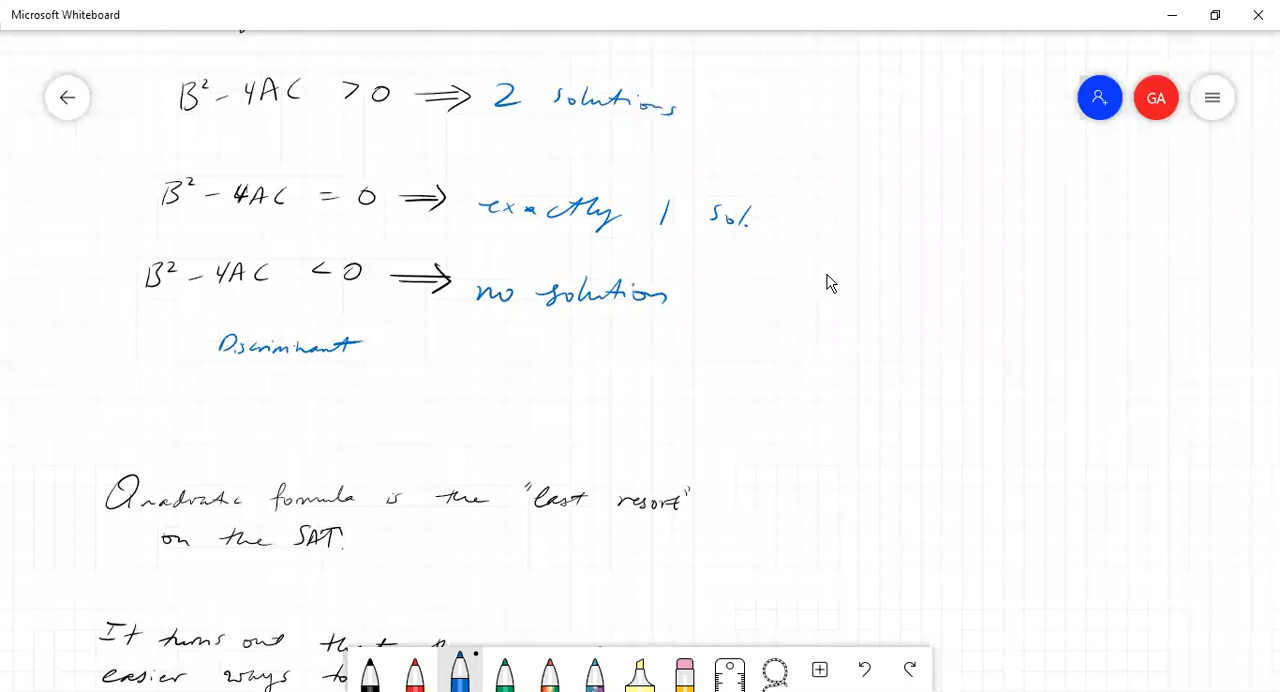 Microsoft Whiteboard
B² - 4AC > 0 ⟹ 2 solutions
GA
B² - 4AC = 0 ⟹ exactly 1 sol.
B² - 4AC < 0 ⟹ no solution
Discriminant
Quadratic formula is the "last resort"
on the SAT.
It turns out that
easier ways to